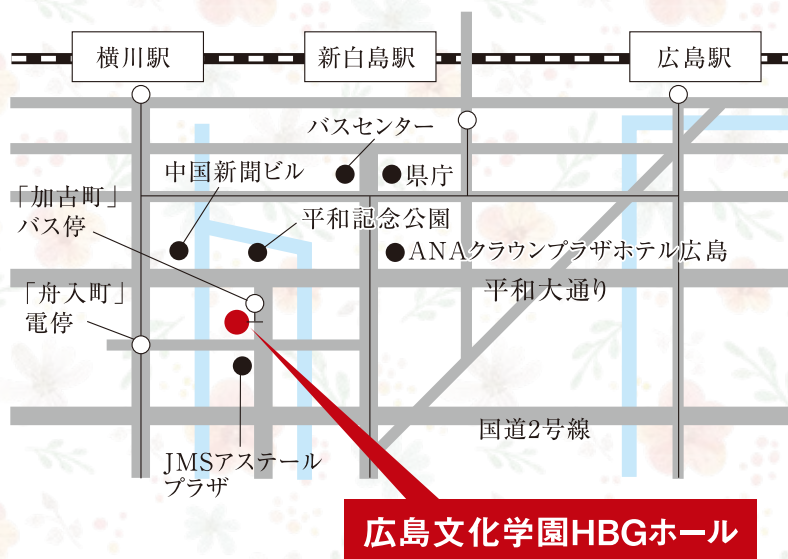 横川駅
新白島駅
広島駅
バスセンター
中国新聞ビル
県庁
「加古町」
バス停
平和記念公園
ANAクラウンプラザホテル広島
「舟入町」
電停
平和大通り
国道2号線
JMSアステール
プラザ
広島文化学園HBGホール